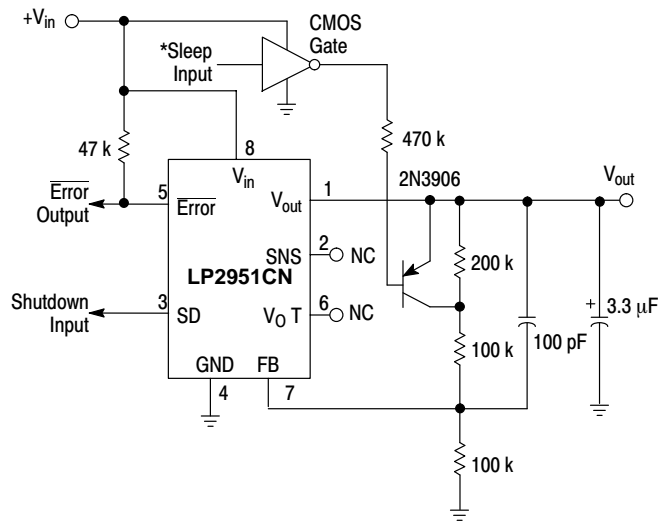 +Vin
*Sleep
Input
CMOS
Gate
470 k
47 k
8
Vin
Error
Output
5
Error
Vout
1
2N3906
Vout
SNS
2
NC
200 k
LP2951CN
Shutdown
Input
3
SD
VO T
6
NC
100 k
100 pF
+
3.3 μF
GND
4
FB
7
100 k